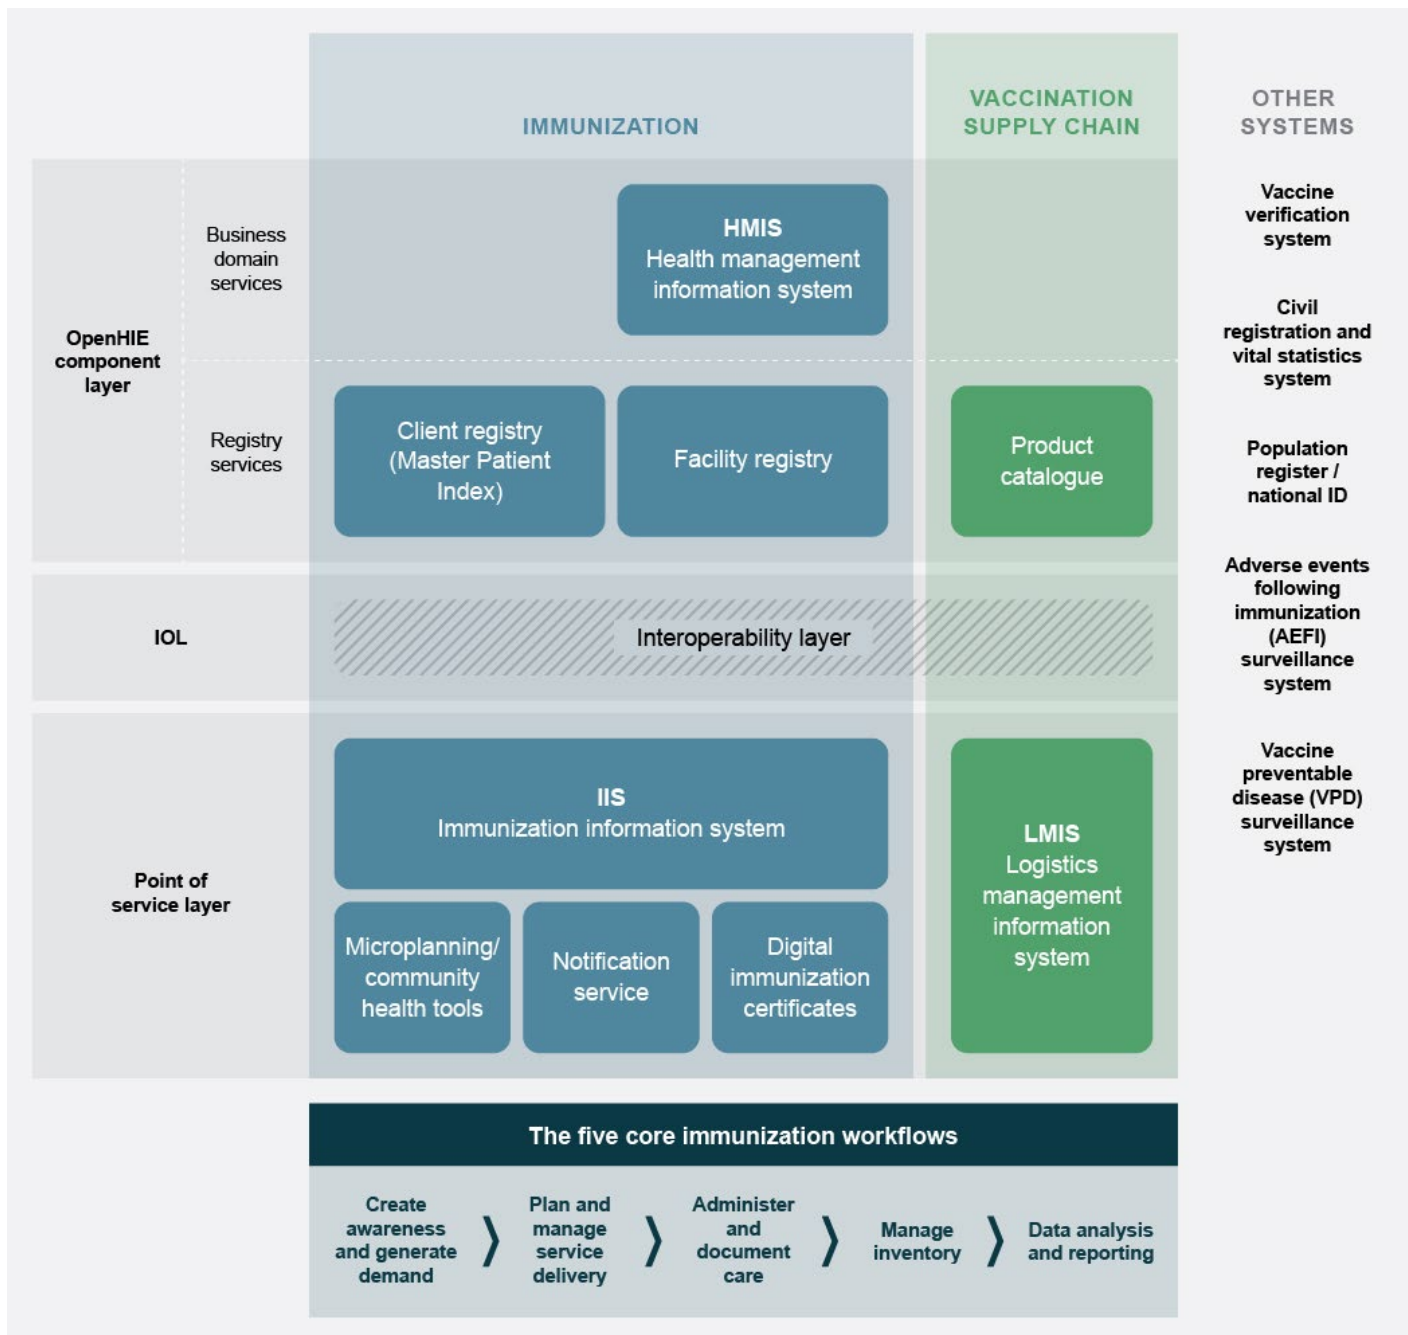 IMMUNIZATION
VACCINATION
SUPPLY CHAIN
OTHER
SYSTEMS
OpenHIE
component
layer
Business
domain
services
HMIS
Health management
information system
Registry
services
Client registry
(Master Patient
Index)
Facility registry
Product
catalogue
IOL
Interoperability layer
Point of
service layer
IIS
Immunization information system
Microplanning/
community
health tools
Notification
service
Digital
immunization
certificates
LMIS
Logistics
management
information
system
Vaccine
verification
system
Civil
registration and
vital statistics
system
Population
register /
national ID
Adverse events
following
immunization
(AEFI)
surveillance
system
Vaccine
preventable
disease (VPD)
surveillance
system
The five core immunization workflows
Create
awareness
and generate
demand
Plan and
manage
service
delivery
Administer
and
document
care
Manage
inventory
Data analysis
and reporting